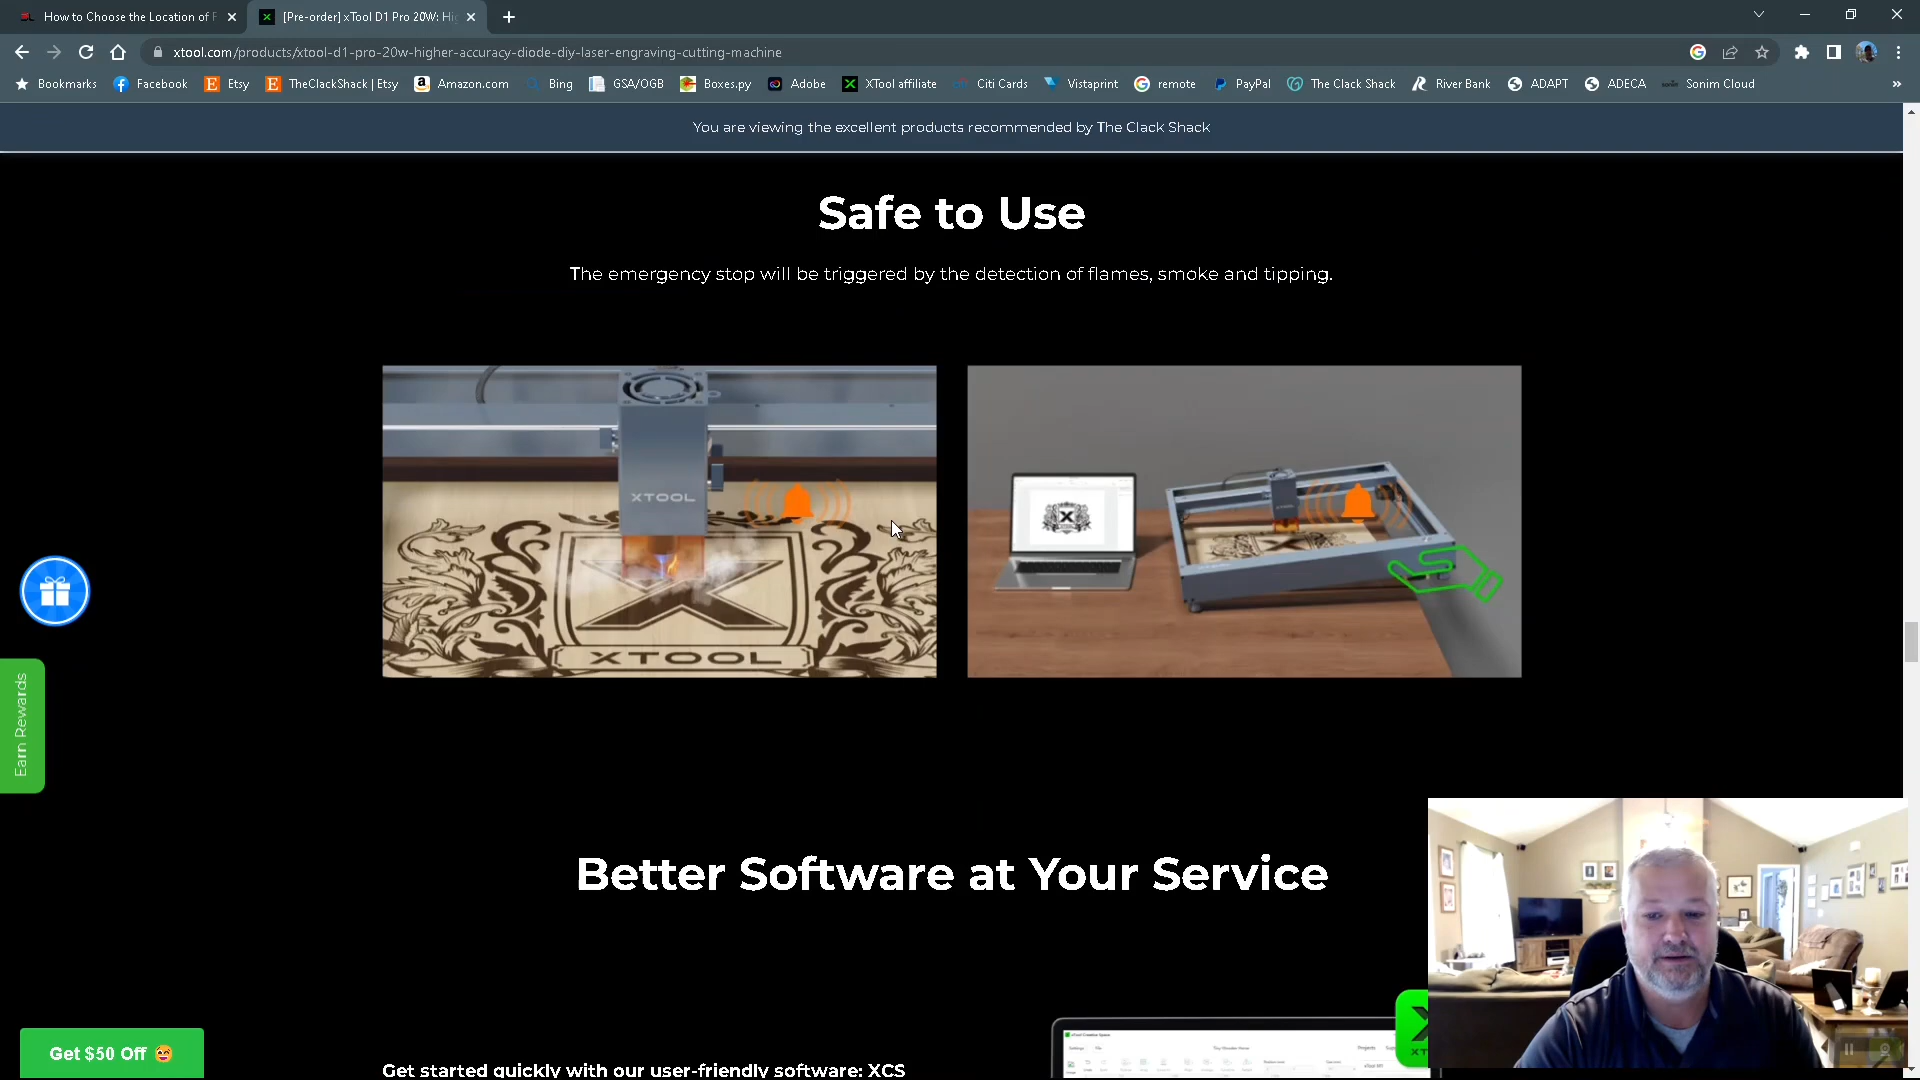 How to Choose the Location of F
[Pre-order] xTool D1 Pro 20W: Hi
xtool.com/products/xtool-d1-pro-20w-higher-accuracy-diode-diy-laser-engraving-cutting-machine
Bookmarks Facebook Etsy TheClackShack | Etsy Amazon.com Bing GSA/OGB Boxes.py Adobe XTool affiliate Citi Cards Vistaprint remote PayPal The Clack Shack River Bank ADAPT ADECA Sonim Cloud »
You are viewing the excellent products recommended by The Clack Shack
Safe to Use
The emergency stop will be triggered by the detection of flames, smoke and tipping.
XTOOL
XTOOL
Earn Rewards
Better Software at Your Service
Get $50 Off
Get started quickly with our user-friendly software: XCS